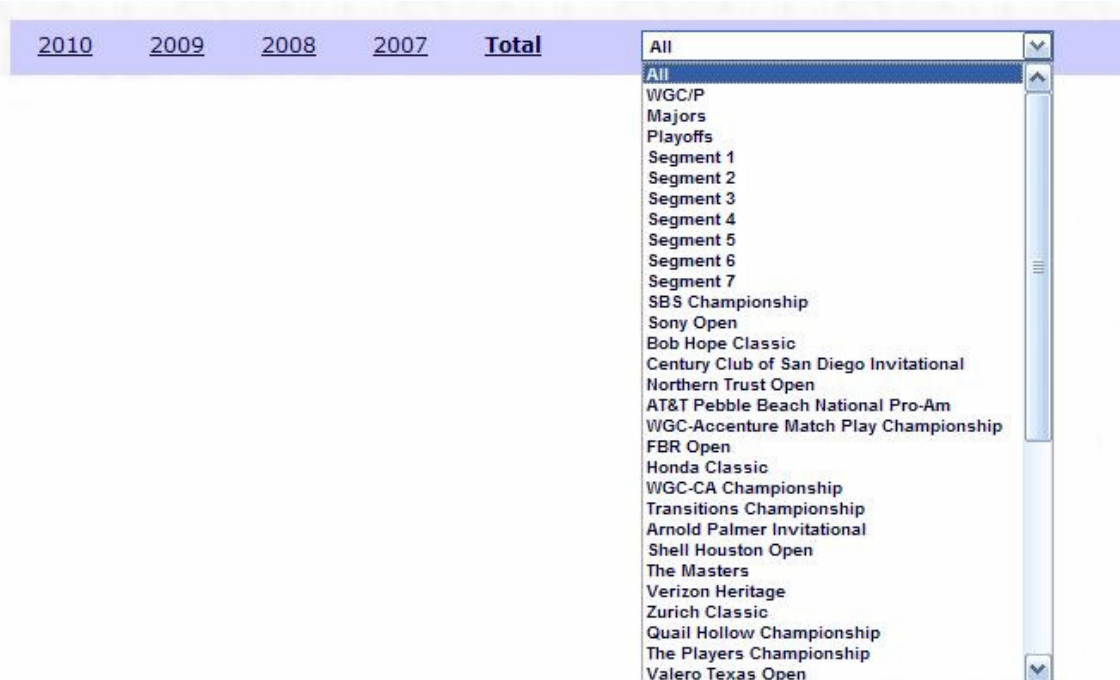 2010 2009 2008 2007 Total All
All
WGC/P
Majors
Playoffs
Segment 1
Segment 2
Segment 3
Segment 4
Segment 5
Segment 6
Segment 7
SBS Championship
Sony Open
Bob Hope Classic
Century Club of San Diego Invitational
Northern Trust Open
AT&T Pebble Beach National Pro-Am
WGC-Accenture Match Play Championship
FBR Open
Honda Classic
WGC-CA Championship
Transitions Championship
Arnold Palmer Invitational
Shell Houston Open
The Masters
Verizon Heritage
Zurich Classic
Quail Hollow Championship
The Players Championship
Valero Texas Open